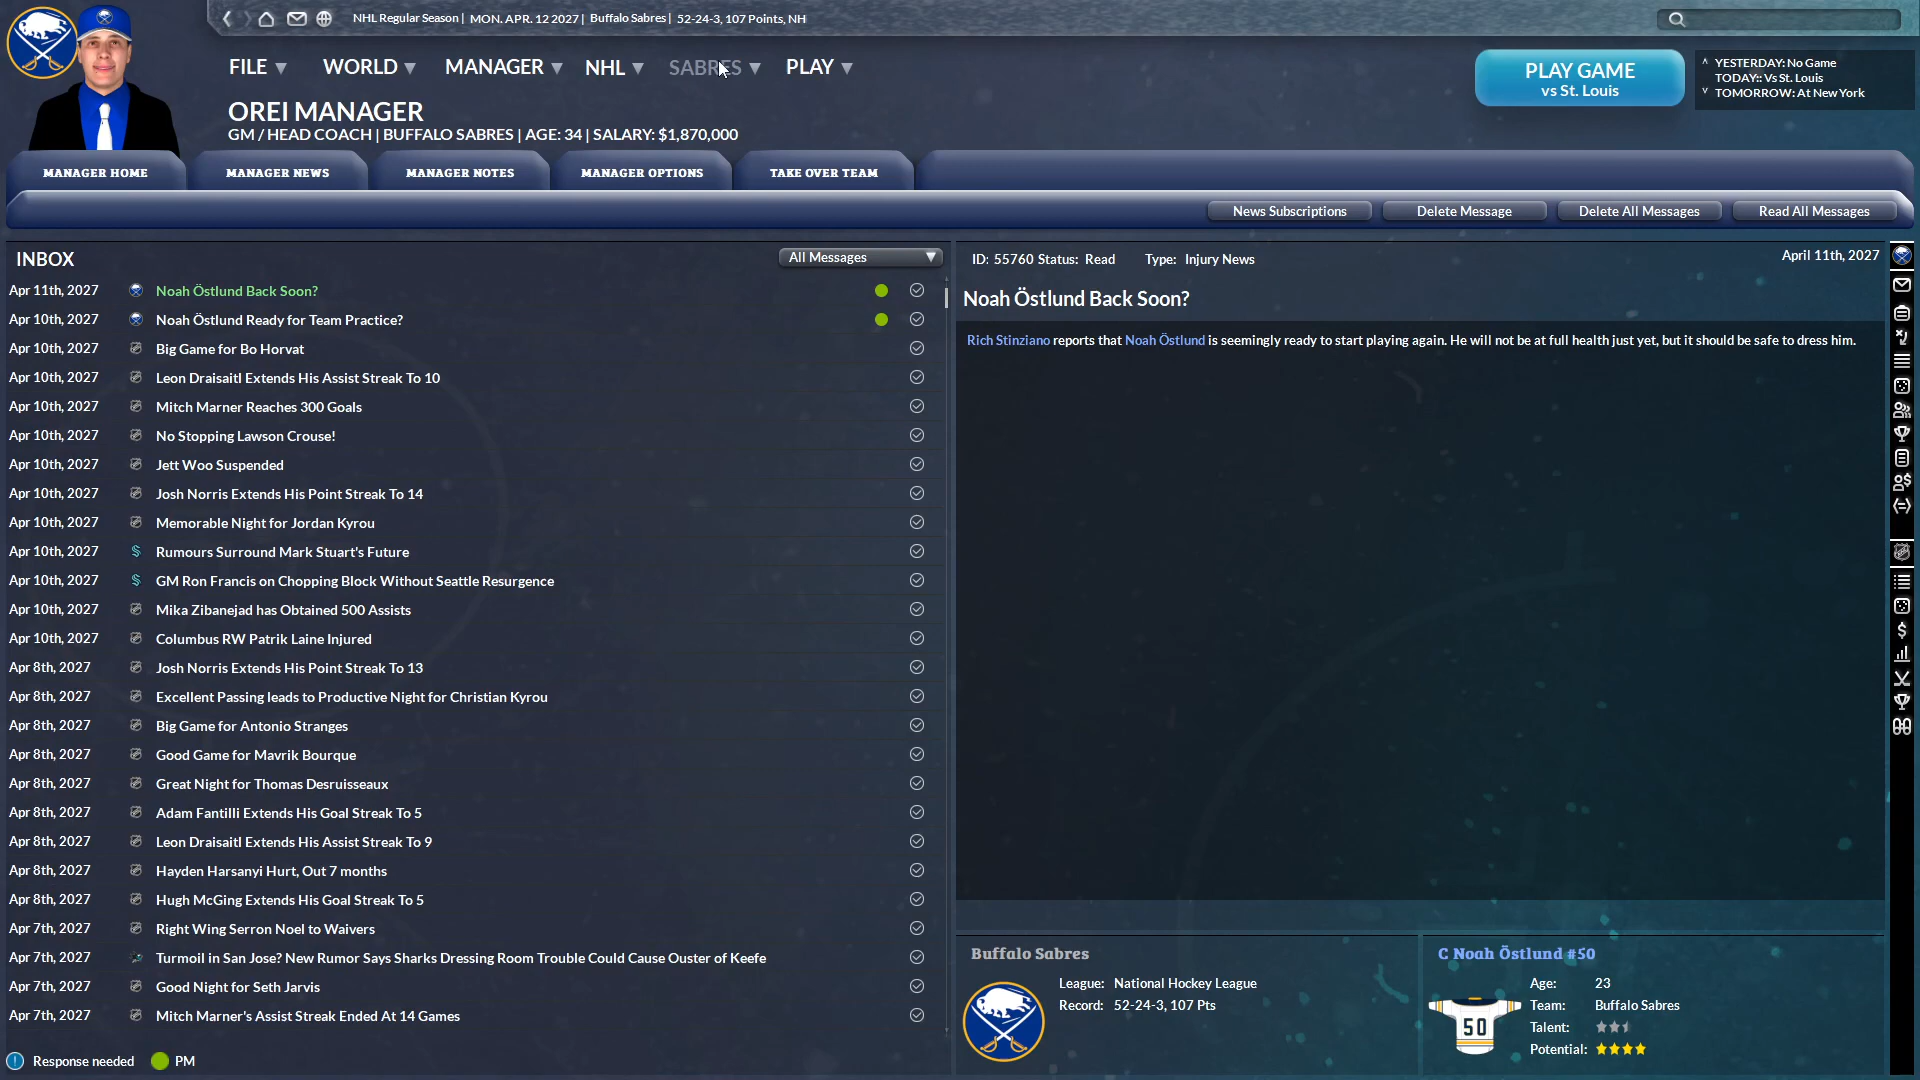 NHL Regular Season | MON. APR. 12 2027 | Buffalo Sabres | 52-24-3, 107 Points, NH
FILE WORLD MANAGER NHL SABRES PLAY
PLAY GAME
vs St. Louis
YESTERDAY: No Game
TODAY:: Vs St. Louis
TOMORROW: At New York
OREI MANAGER
GM / HEAD COACH | BUFFALO SABRES | AGE: 34 | SALARY: $1,870,000
MANAGER HOME MANAGER NEWS MANAGER NOTES MANAGER OPTIONS TAKE OVER TEAM
News Subscriptions Delete Message Delete All Messages Read All Messages
INBOX All Messages
Apr 11th, 2027 Noah Östlund Back Soon?
Apr 10th, 2027 Noah Östlund Ready for Team Practice?
Apr 10th, 2027 Big Game for Bo Horvat
Apr 10th, 2027 Leon Draisaitl Extends His Assist Streak To 10
Apr 10th, 2027 Mitch Marner Reaches 300 Goals
Apr 10th, 2027 No Stopping Lawson Crouse!
Apr 10th, 2027 Jett Woo Suspended
Apr 10th, 2027 Josh Norris Extends His Point Streak To 14
Apr 10th, 2027 Memorable Night for Jordan Kyrou
Apr 10th, 2027 Rumours Surround Mark Stuart's Future
Apr 10th, 2027 GM Ron Francis on Chopping Block Without Seattle Resurgence
Apr 10th, 2027 Mika Zibanejad has Obtained 500 Assists
Apr 10th, 2027 Columbus RW Patrik Laine Injured
Apr 8th, 2027 Josh Norris Extends His Point Streak To 13
Apr 8th, 2027 Excellent Passing leads to Productive Night for Christian Kyrou
Apr 8th, 2027 Big Game for Antonio Stranges
Apr 8th, 2027 Good Game for Mavrik Bourque
Apr 8th, 2027 Great Night for Thomas Desruisseaux
Apr 8th, 2027 Adam Fantilli Extends His Goal Streak To 5
Apr 8th, 2027 Leon Draisaitl Extends His Assist Streak To 9
Apr 8th, 2027 Hayden Harsanyi Hurt, Out 7 months
Apr 8th, 2027 Hugh McGing Extends His Goal Streak To 5
Apr 7th, 2027 Right Wing Serron Noel to Waivers
Apr 7th, 2027 Turmoil in San Jose? New Rumor Says Sharks Dressing Room Trouble Could Cause Ouster of Keefe
Apr 7th, 2027 Good Night for Seth Jarvis
Apr 7th, 2027 Mitch Marner's Assist Streak Ended At 14 Games
Response needed PM
ID: 55760 Status: Read Type: Injury News April 11th, 2027
Noah Östlund Back Soon?
Rich Stinziano reports that Noah Östlund is seemingly ready to start playing again. He will not be at full health just yet, but it should be safe to dress him.
Buffalo Sabres
League: National Hockey League
Record: 52-24-3, 107 Pts
C Noah Östlund #50
50
Age: 23
Team: Buffalo Sabres
Talent:
Potential: